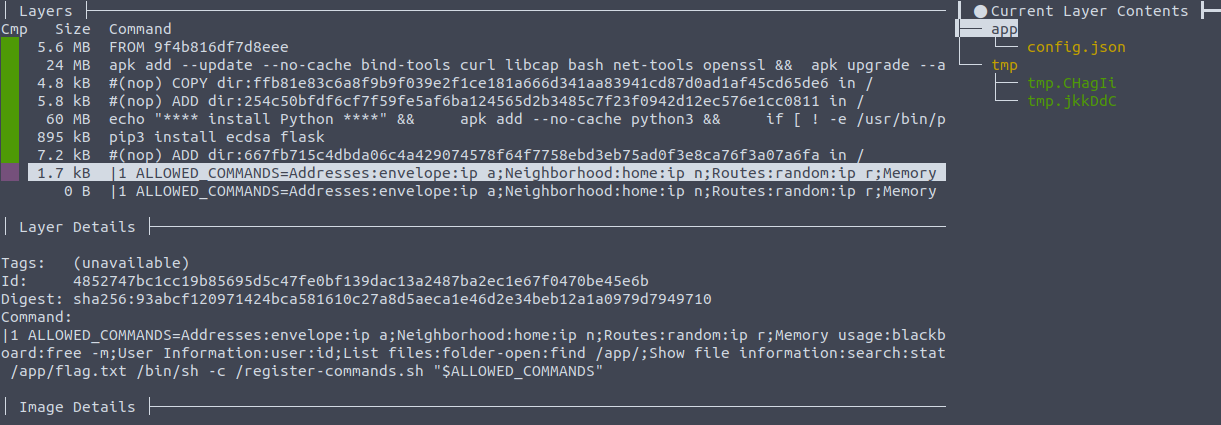 Layers
Cmp Size Command
5.6 MB FROM 9f4b816df7d8eee
24 MB apk add --update --no-cache bind-tools curl libcap bash net-tools openssl && apk upgrade --a
4.8 kB #(nop) COPY dir:ffb81e83c6a8f9b9f039e2f1ce181a666d341aa83941cd87d0ad1af45cd65de6 in /
5.8 kB #(nop) ADD dir:254c50bfdf6cf7f59fe5af6ba124565d2b3485c7f23f0942d12ec576e1cc0811 in /
60 MB echo "**** install Python ****" && apk add --no-cache python3 && if [ ! -e /usr/bin/p
895 kB pip3 install ecdsa flask
7.2 kB #(nop) ADD dir:667fb715c4dbda06c4a429074578f64f7758ebd3eb75ad0f3e8ca76f3a07a6fa in /
1.7 kB |1 ALLOWED_COMMANDS=Addresses:envelope:ip a;Neighborhood:home:ip n;Routes:random:ip r;Memory
0 B |1 ALLOWED_COMMANDS=Addresses:envelope:ip a;Neighborhood:home:ip n;Routes:random:ip r;Memory
Layer Details
Tags: (unavailable)
Id: 4852747bc1cc19b85695d5c47fe0bf139dac13a2487ba2ec1e67f0470be45e6b
Digest: sha256:93abcf120971424bca581610c27a8d5aeca1e46d2e34beb12a1a0979d7949710
Command:
|1 ALLOWED_COMMANDS=Addresses:envelope:ip a;Neighborhood:home:ip n;Routes:random:ip r;Memory usage:blackb
oard:free -m;User Information:user:id;List files:folder-open:find /app/;Show file information:search:stat
/app/flag.txt /bin/sh -c /register-commands.sh "$ALLOWED_COMMANDS"
Image Details
Current Layer Contents
app
config.json
tmp
tmp.CHagIi
tmp.jkkDdC